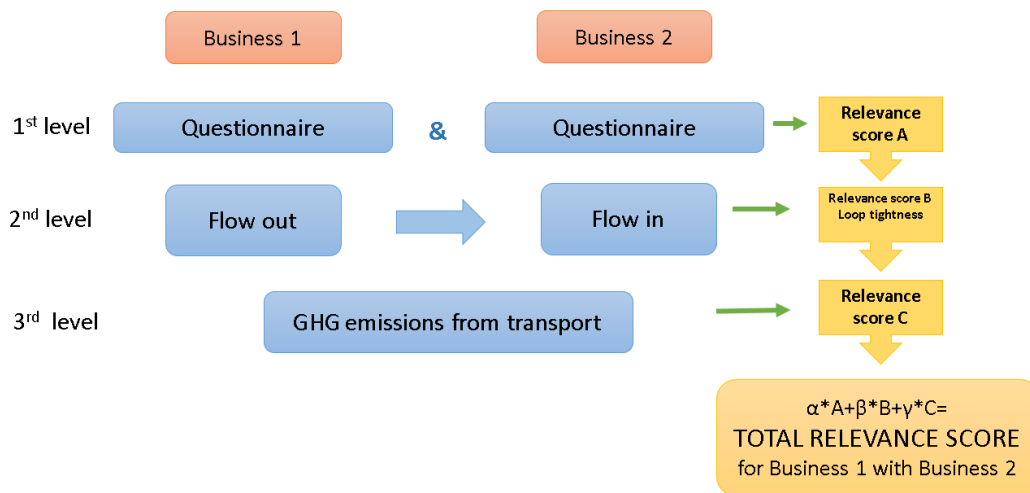 Business 1
Business 2
1st level
Questionnaire
&
Questionnaire
Relevance
score A
2nd level
Flow out
Flow in
Relevance score B
Loop tightness
3rd level
GHG emissions from transport
Relevance
score C
α*A+β*B+γ*C=
TOTAL RELEVANCE SCORE
for Business 1 with Business 2